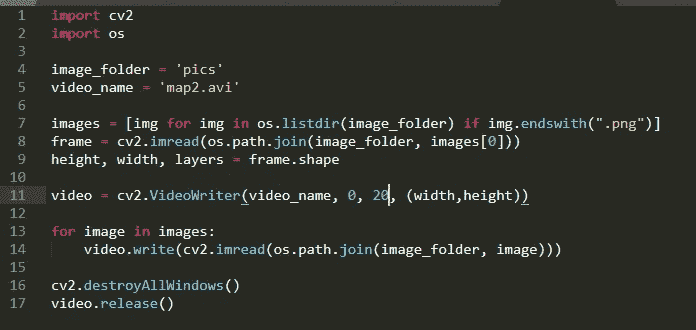 1 import cv2
2 import os
3
4 image_folder = 'pics'
5 video_name = 'map2.avi'
6
7 images = [img for img in os.listdir(image_folder) if img.endswith(".png")]
8 frame = cv2.imread(os.path.join(image_folder, images[0]))
9 height, width, layers = frame.shape
10
11 video = cv2.VideoWriter(video_name, 0, 20, (width,height))
12
13 for image in images:
14     video.write(cv2.imread(os.path.join(image_folder, image)))
15
16 cv2.destroyAllWindows()
17 video.release()